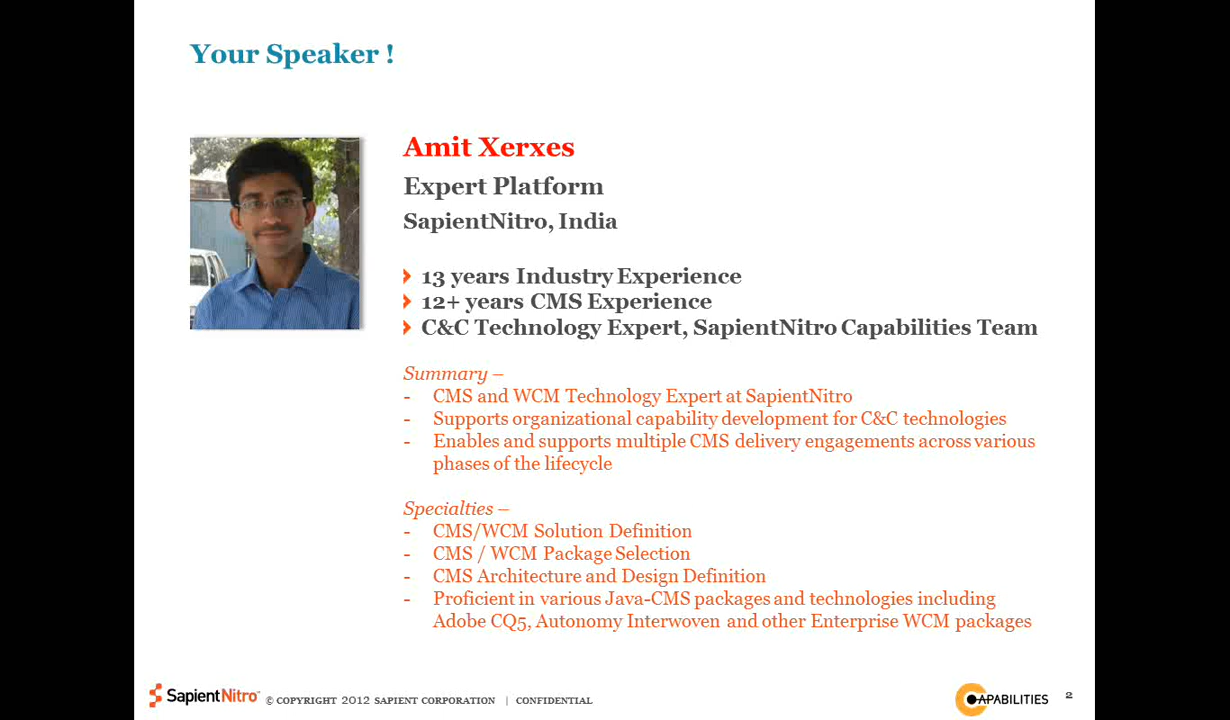 Your Speaker !
Amit Xerxes
Expert Platform
SapientNitro, India
13 years Industry Experience
12+ years CMS Experience
C&C Technology Expert, SapientNitro Capabilities Team
Summary –
- CMS and WCM Technology Expert at SapientNitro
- Supports organizational capability development for C&C technologies
- Enables and supports multiple CMS delivery engagements across various
phases of the lifecycle
Specialties –
- CMS/WCM Solution Definition
- CMS / WCM Package Selection
- CMS Architecture and Design Definition
- Proficient in various Java-CMS packages and technologies including
Adobe CQ5, Autonomy Interwoven and other Enterprise WCM packages
SapientNitro © COPYRIGHT 2012 SAPIENT CORPORATION | CONFIDENTIAL
CAPABILITIES 2